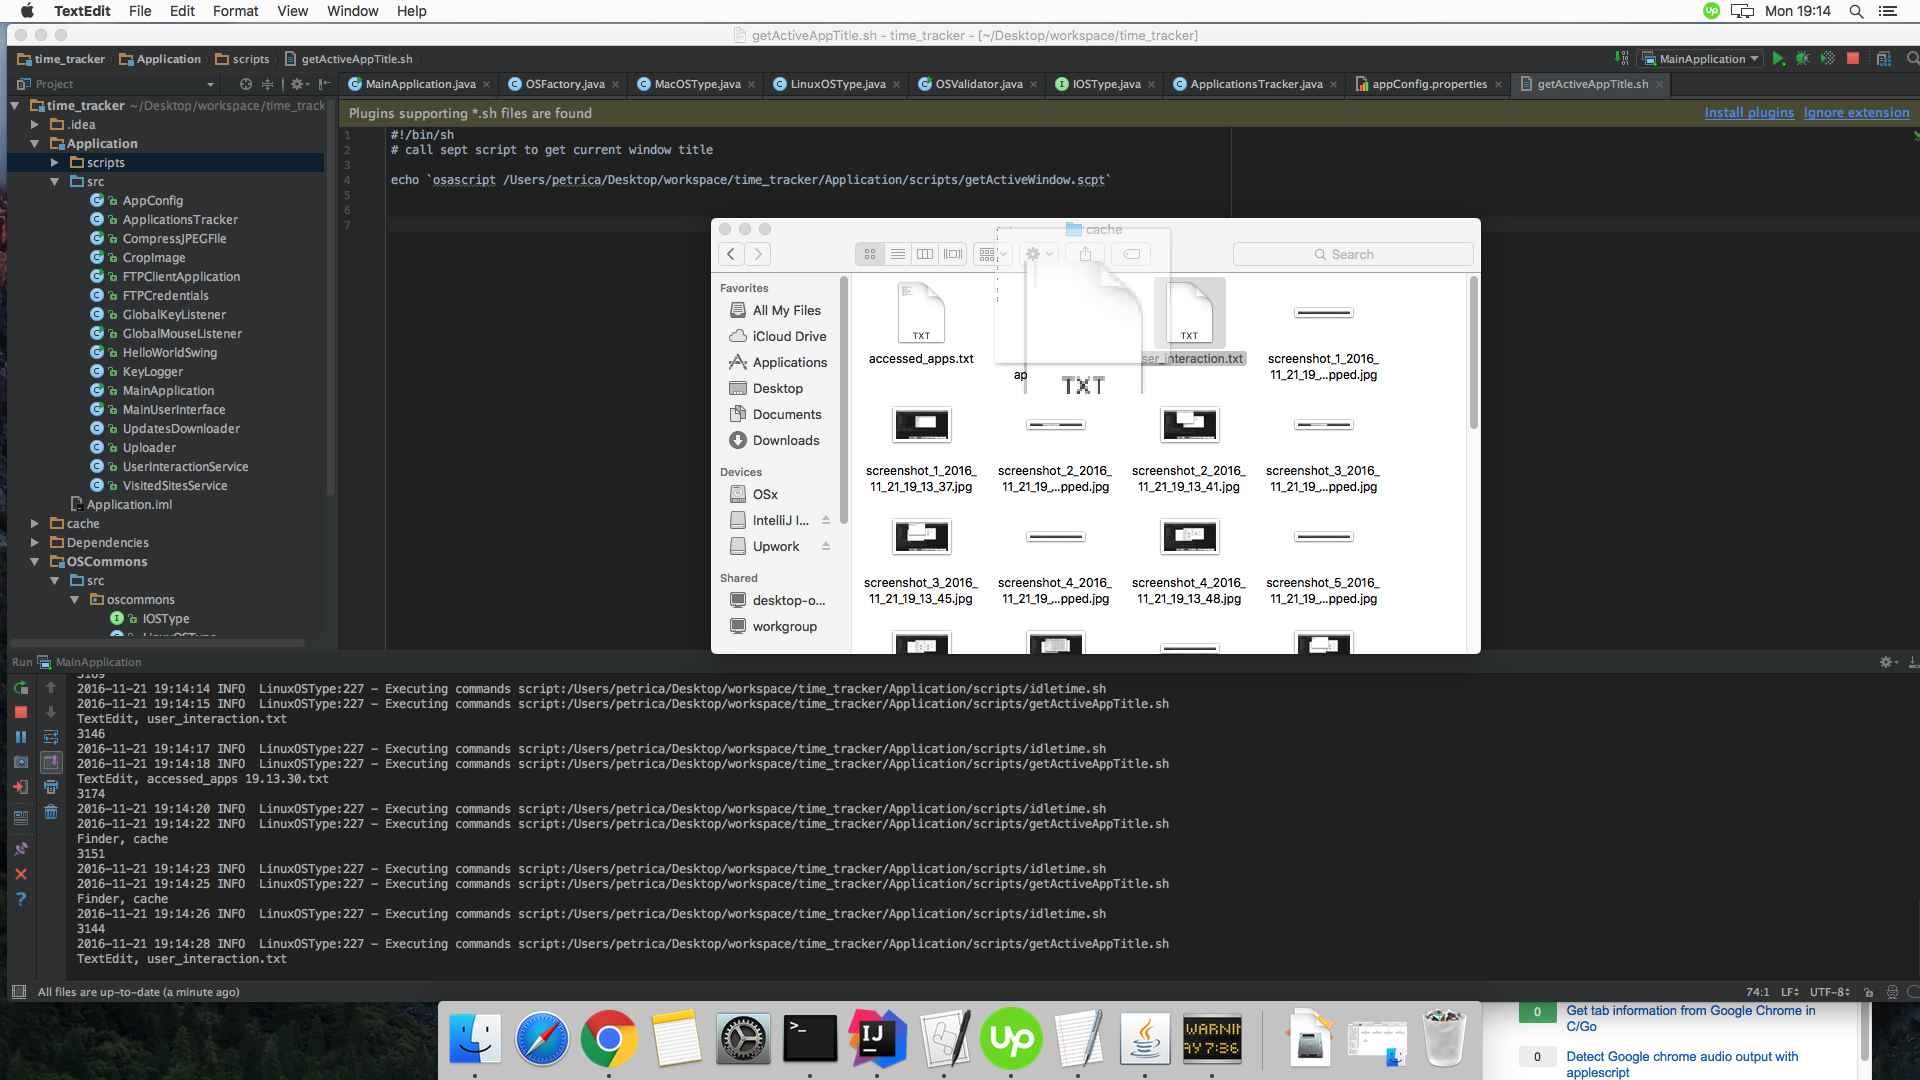 TextEdit File Edit Format View Window Help
Mon 19:14
getActiveAppTitle.sh - time_tracker - [~/Desktop/workspace/time_tracker]
time_tracker Application scripts getActiveAppTitle.sh
MainApplication
Project
MainApplication.java OSFactory.java MacOSType.java LinuxOSType.java OSValidator.java IOSType.java ApplicationsTracker.java appConfig.properties getActiveAppTitle.sh
time_tracker ~/Desktop/workspace/time_track
Plugins supporting *.sh files are found
Install plugins Ignore extension
.idea
Application
scripts
src
AppConfig
ApplicationsTracker
CompressJPEGFIle
CropImage
FTPClientApplication
FTPCredentials
GlobalKeyListener
GlobalMouseListener
HelloWorldSwing
KeyLogger
MainApplication
MainUserInterface
UpdatesDownloader
Uploader
UserInteractionService
VisitedSitesService
Application.iml
cache
Dependencies
OSCommons
src
oscommons
IOSType
1 #!/bin/sh
2 # call sept script to get current window title
3
4 echo `osascript /Users/petrica/Desktop/workspace/time_tracker/Application/scripts/getActiveWindow.scpt`
5
6
7
cache
Search
Favorites
All My Files
iCloud Drive
Applications
Desktop
Documents
Downloads
Devices
OSx
IntelliJ I...
Upwork
Shared
desktop-o...
workgroup
TXT
accessed_apps.txt
ap
TXT
TXT
ser_interaction.txt
screenshot_1_2016_
11_21_19_...pped.jpg
screenshot_1_2016_
11_21_19_13_37.jpg
screenshot_2_2016_
11_21_19_...pped.jpg
screenshot_2_2016_
11_21_19_13_41.jpg
screenshot_3_2016_
11_21_19_...pped.jpg
screenshot_3_2016_
11_21_19_13_45.jpg
screenshot_4_2016_
11_21_19_...pped.jpg
screenshot_4_2016_
11_21_19_13_48.jpg
screenshot_5_2016_
11_21_19_...pped.jpg
Run MainApplication
3169
2016-11-21 19:14:14 INFO LinuxOSType:227 - Executing commands script:/Users/petrica/Desktop/workspace/time_tracker/Application/scripts/idletime.sh
2016-11-21 19:14:15 INFO LinuxOSType:227 - Executing commands script:/Users/petrica/Desktop/workspace/time_tracker/Application/scripts/getActiveAppTitle.sh
TextEdit, user_interaction.txt
3146
2016-11-21 19:14:17 INFO LinuxOSType:227 - Executing commands script:/Users/petrica/Desktop/workspace/time_tracker/Application/scripts/idletime.sh
2016-11-21 19:14:18 INFO LinuxOSType:227 - Executing commands script:/Users/petrica/Desktop/workspace/time_tracker/Application/scripts/getActiveAppTitle.sh
TextEdit, accessed_apps 19.13.30.txt
3174
2016-11-21 19:14:20 INFO LinuxOSType:227 - Executing commands script:/Users/petrica/Desktop/workspace/time_tracker/Application/scripts/idletime.sh
2016-11-21 19:14:22 INFO LinuxOSType:227 - Executing commands script:/Users/petrica/Desktop/workspace/time_tracker/Application/scripts/getActiveAppTitle.sh
Finder, cache
3151
2016-11-21 19:14:23 INFO LinuxOSType:227 - Executing commands script:/Users/petrica/Desktop/workspace/time_tracker/Application/scripts/idletime.sh
2016-11-21 19:14:25 INFO LinuxOSType:227 - Executing commands script:/Users/petrica/Desktop/workspace/time_tracker/Application/scripts/getActiveAppTitle.sh
Finder, cache
2016-11-21 19:14:26 INFO LinuxOSType:227 - Executing commands script:/Users/petrica/Desktop/workspace/time_tracker/Application/scripts/idletime.sh
3144
2016-11-21 19:14:28 INFO LinuxOSType:227 - Executing commands script:/Users/petrica/Desktop/workspace/time_tracker/Application/scripts/getActiveAppTitle.sh
TextEdit, user_interaction.txt
All files are up-to-date (a minute ago)
74:1 LF UTF-8
IJ
Up
WARNIN
AY 7:36
0 Get tab information from Google Chrome in
C/Go
0 Detect Google chrome audio output with
applescript